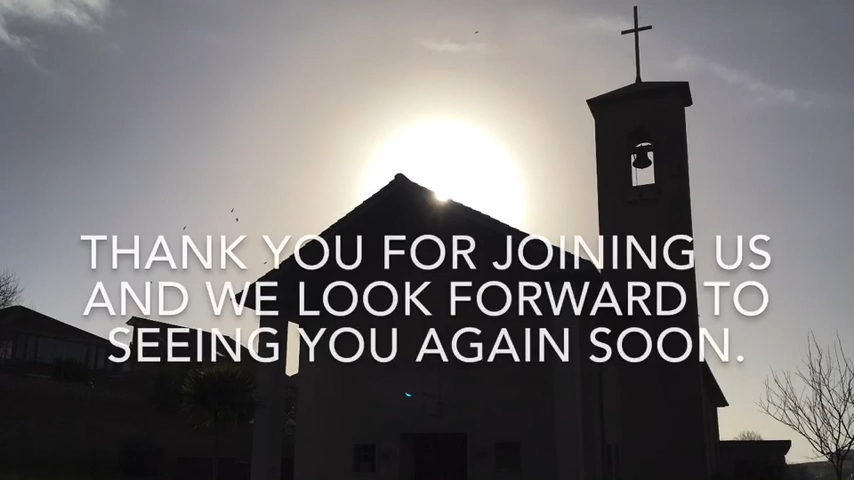 THANK YOU FOR JOINING US
AND WE LOOK FORWARD TO
SEEING YOU AGAIN SOON.